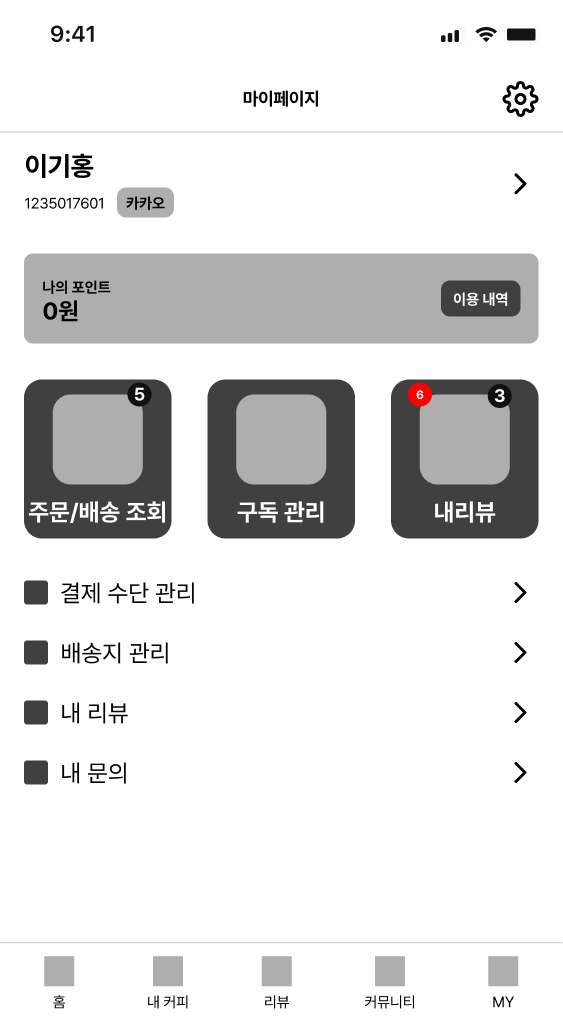 9:41
마이페이지
이기홍
1235017601 카카오
나의 포인트
0원
이용 내역
5
6
3
주문/배송 조회
구독 관리
내리뷰
결제 수단 관리
배송지 관리
내 리뷰
내 문의
홈
내 커피
리뷰
커뮤니티
MY